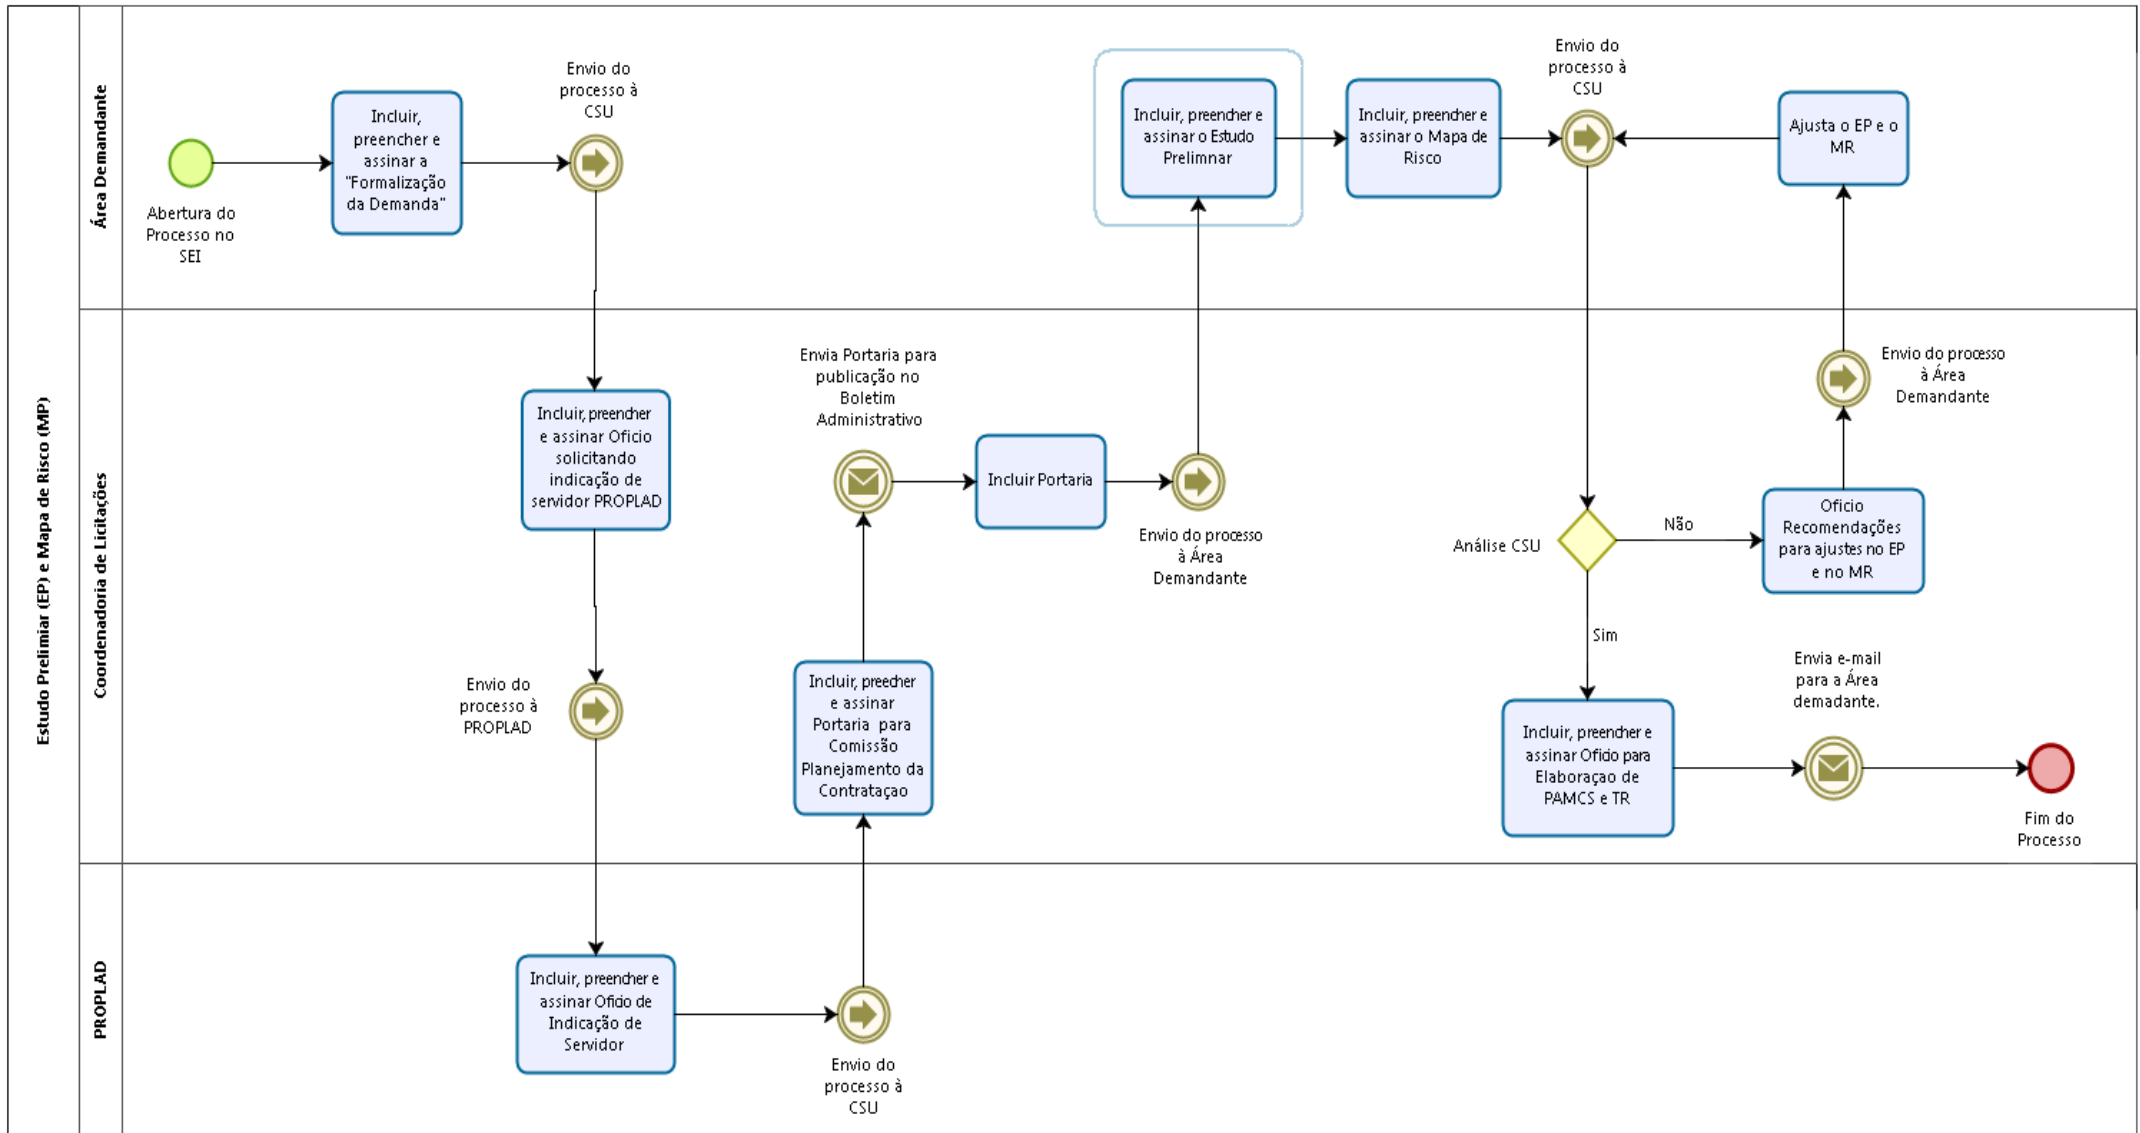 Estudo Prelimiar (EP) e Mapa de Risco (MP)
Área Demandante
Abertura do
Processo no
SEI
Incluir,
preencher e
assinar a
"Formalização
da Demanda"
Envio do
processo à
CSU
Incluir, preencher e
assinar o Estudo
Prelimnar
Incluir, preencher e
assinar o Mapa de
Risco
Envio do
processo à
CSU
Ajusta o EP e o
MR
Coordenadoria de Licitações
Incluir, preencher
e assinar Oficio
solicitando
indicação de
servidor PROPLAD
Envio do
processo à
PROPLAD
Envia Portaria para
publicação no
Boletim
Administrativo
Incluir, preecher
e assinar
Portaria para
Comissão
Planejamento da
Contrataçao
Incluir Portaria
Envio do processo
à Área
Demandante
Análise CSU
Não
Sim
Oficio
Recomendações
para ajustes no EP
e no MR
Envio do processo
à Área
Demandante
Incluir, preencher e
assinar Oficio para
Elaboraçao de
PAMCS e TR
Envia e-mail
para a Área
demadante.
Fim do
Processo
PROPLAD
Incluir, preencher e
assinar Oficio de
Indicação de
Servidor
Envio do
processo à
CSU